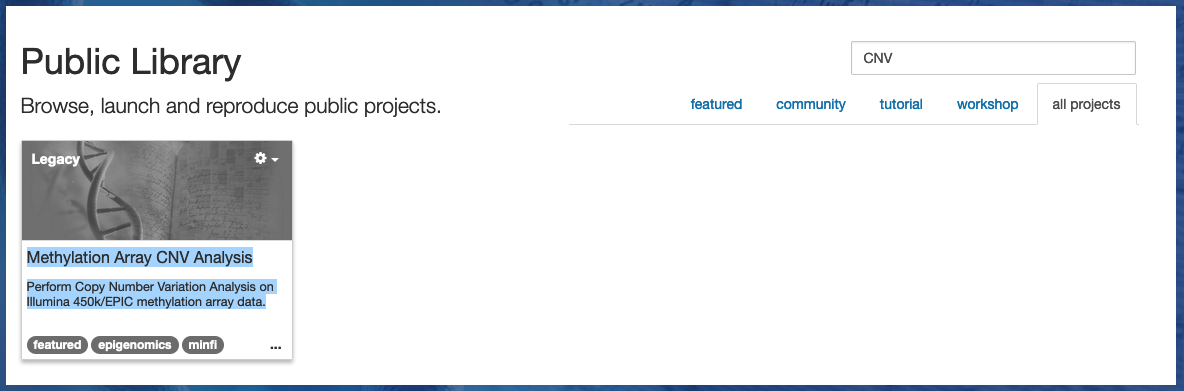 Public Library
CNV
Browse, launch and reproduce public projects.
featured community tutorial workshop all projects
Legacy
Methylation Array CNV Analysis
Perform Copy Number Variation Analysis on
Illumina 450k/EPIC methylation array data.
featured epigenomics minfi ...